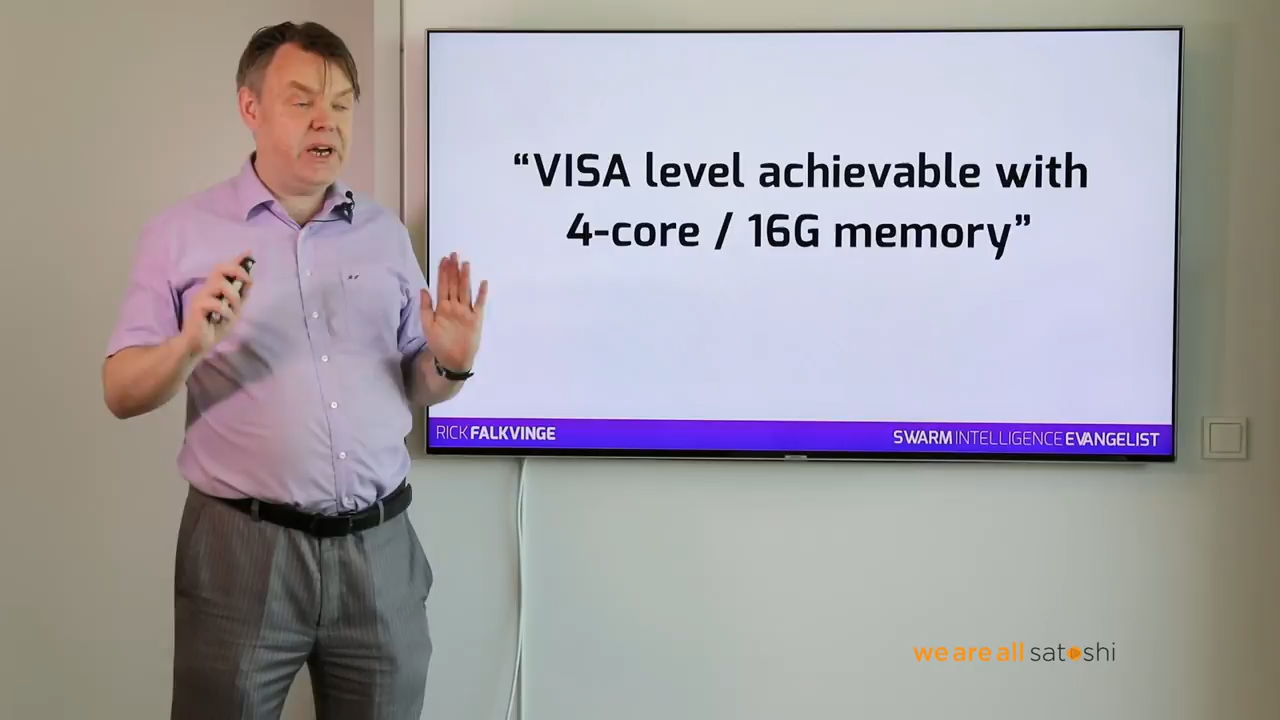 “VISA level achievable with
4-core / 16G memory”
RICK FALKVINGE
SWARM INTELLIGENCE EVANGELIST
we are all satoshi